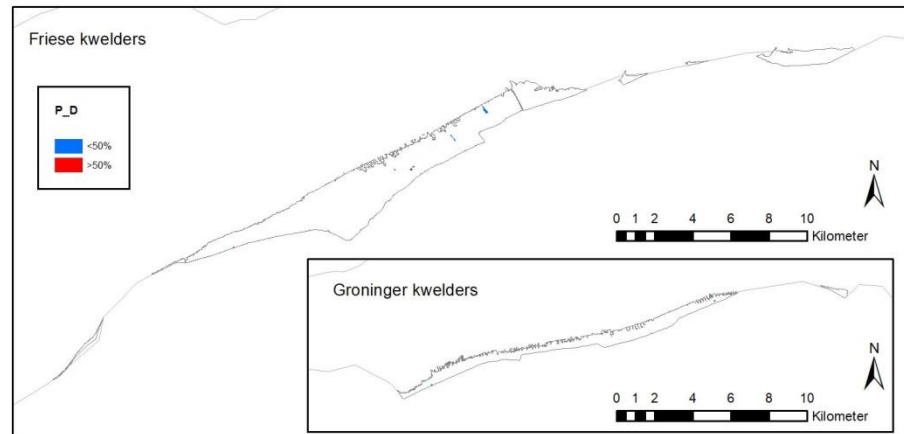 Friese kwelders
P_D
<50%
>50%
N
0 1 2 4 6 8 10
Kilometer
Groninger kwelders
N
0 1 2 4 6 8 10
Kilometer